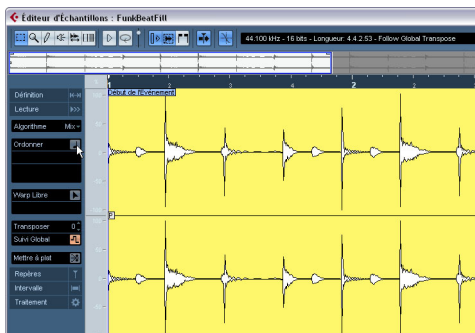 Éditeur d'Échantillons : FunkBeatFill
44.100 kHz - 16 bits - Longueur: 4.4.2.53 - Follow Global Transpose
1 2 3 4 2 2
Début de l'Événement
Définition
Lecture
Algorithme Mix
Ordonner
Warp Libre
Transposer 0
Suivi Global
Mettre à plat
Repères
Intervalle
Traitement